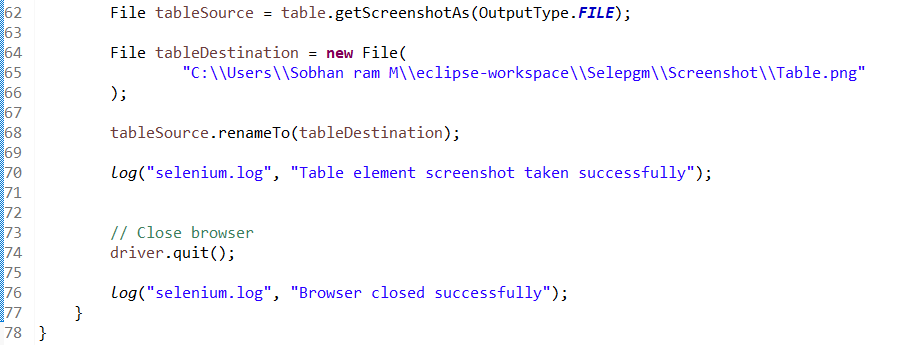 62         File tableSource = table.getScreenshotAs(OutputType.FILE);
63
64         File tableDestination = new File(
65                 "C:\\Users\\Sobhan ram M\\eclipse-workspace\\Selepgm\\Screenshot\\Table.png"
66         );
67
68         tableSource.renameTo(tableDestination);
69
70         log("selenium.log", "Table element screenshot taken successfully");
71
72
73         // Close browser
74         driver.quit();
75
76         log("selenium.log", "Browser closed successfully");
77     }
78 }